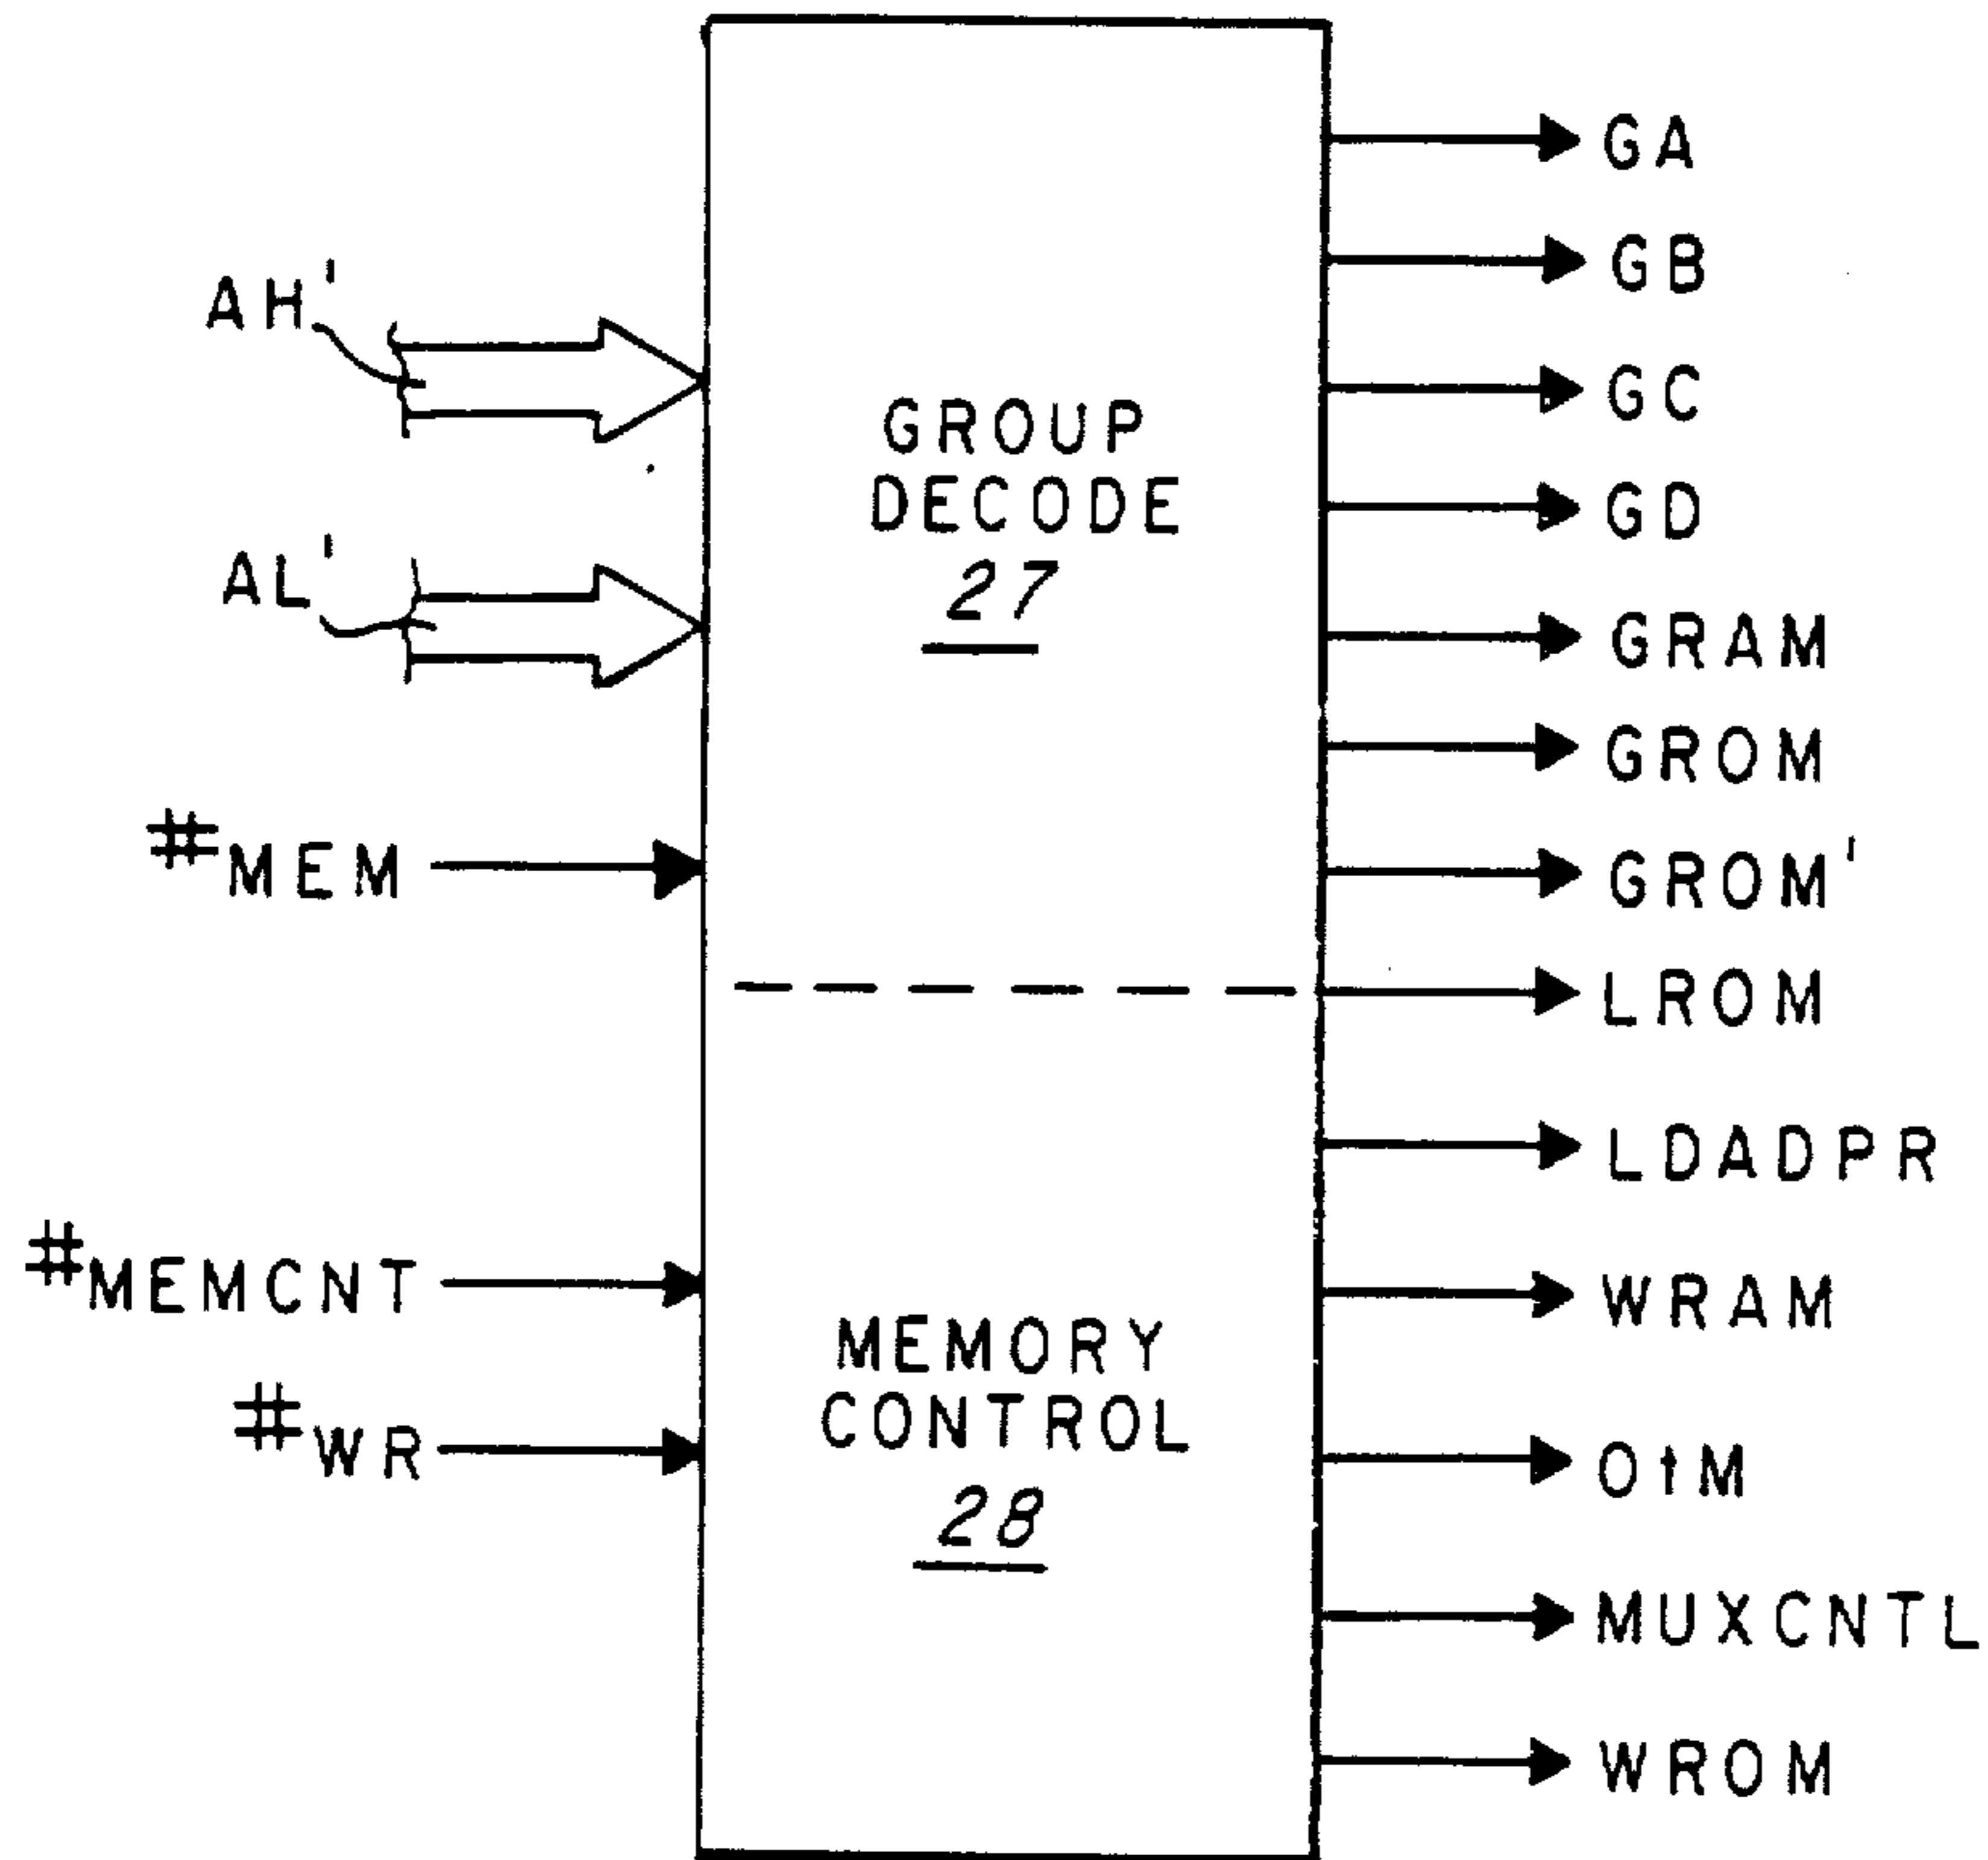 AH'
AL'
#MEM
#MEMCNT
#WR
GROUP
DECODE
27
MEMORY
CONTROL
28
GA
GB
GC
GD
GRAM
GROM
GROM'
LROM
LDADPR
WRAM
OtM
MUXCNTL
WROM